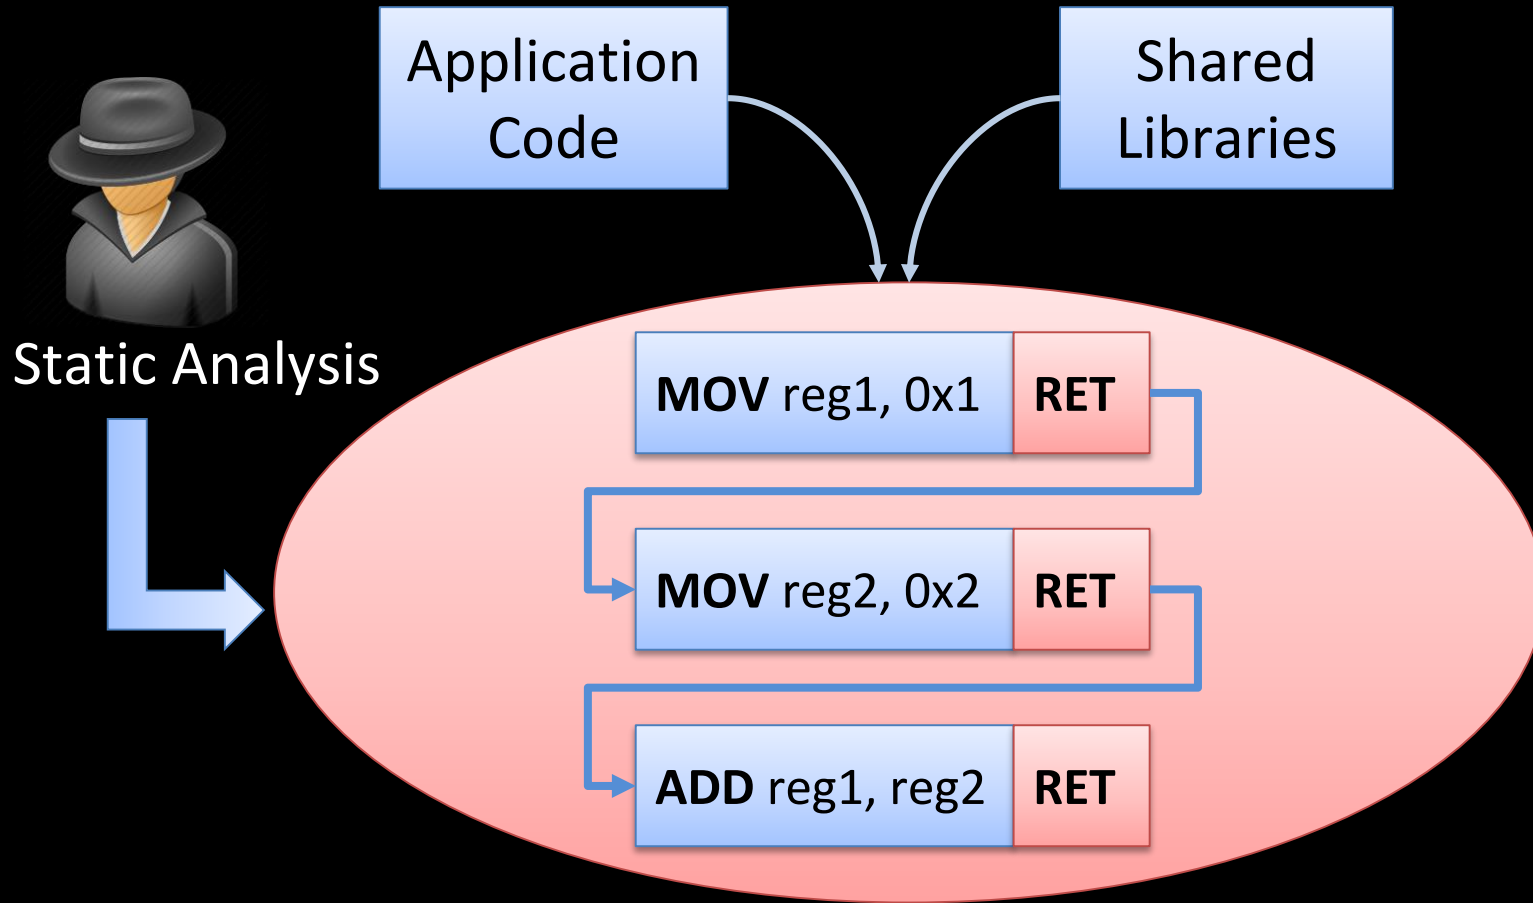 Application
Code
Shared
Libraries
Static Analysis
MOV reg1, 0x1 RET
MOV reg2, 0x2 RET
ADD reg1, reg2 RET